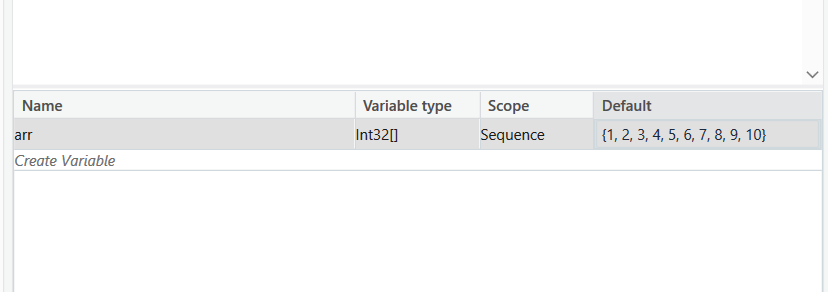 Name Variable type Scope Default
arr Int32[] Sequence {1, 2, 3, 4, 5, 6, 7, 8, 9, 10}
Create Variable